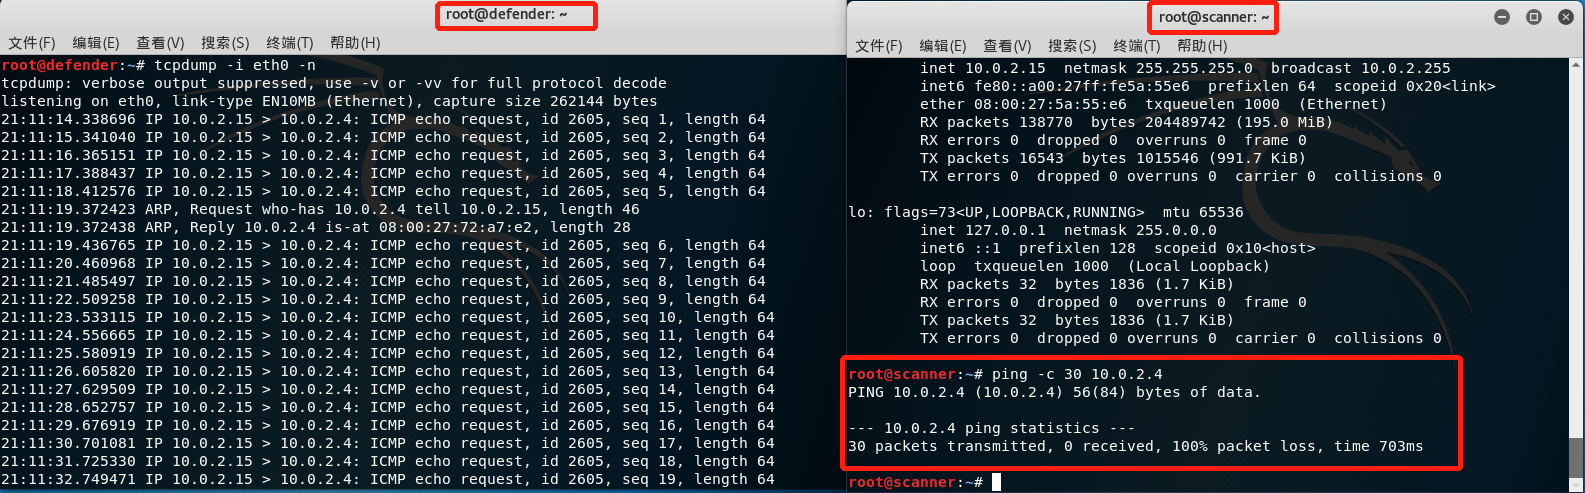 root@defender: ~
文件(F) 编辑(E) 查看(V) 搜索(S) 终端(T) 帮助(H)
root@defender:~# tcpdump -i eth0 -n
tcpdump: verbose output suppressed, use -v or -vv for full protocol decode
listening on eth0, link-type EN10MB (Ethernet), capture size 262144 bytes
21:11:14.338696 IP 10.0.2.15 > 10.0.2.4: ICMP echo request, id 2605, seq 1, length 64
21:11:15.341040 IP 10.0.2.15 > 10.0.2.4: ICMP echo request, id 2605, seq 2, length 64
21:11:16.365151 IP 10.0.2.15 > 10.0.2.4: ICMP echo request, id 2605, seq 3, length 64
21:11:17.388437 IP 10.0.2.15 > 10.0.2.4: ICMP echo request, id 2605, seq 4, length 64
21:11:18.412576 IP 10.0.2.15 > 10.0.2.4: ICMP echo request, id 2605, seq 5, length 64
21:11:19.372423 ARP, Request who-has 10.0.2.4 tell 10.0.2.15, length 46
21:11:19.372438 ARP, Reply 10.0.2.4 is-at 08:00:27:72:a7:e2, length 28
21:11:19.436765 IP 10.0.2.15 > 10.0.2.4: ICMP echo request, id 2605, seq 6, length 64
21:11:20.460968 IP 10.0.2.15 > 10.0.2.4: ICMP echo request, id 2605, seq 7, length 64
21:11:21.485497 IP 10.0.2.15 > 10.0.2.4: ICMP echo request, id 2605, seq 8, length 64
21:11:22.509258 IP 10.0.2.15 > 10.0.2.4: ICMP echo request, id 2605, seq 9, length 64
21:11:23.533115 IP 10.0.2.15 > 10.0.2.4: ICMP echo request, id 2605, seq 10, length 64
21:11:24.556665 IP 10.0.2.15 > 10.0.2.4: ICMP echo request, id 2605, seq 11, length 64
21:11:25.580919 IP 10.0.2.15 > 10.0.2.4: ICMP echo request, id 2605, seq 12, length 64
21:11:26.605820 IP 10.0.2.15 > 10.0.2.4: ICMP echo request, id 2605, seq 13, length 64
21:11:27.629509 IP 10.0.2.15 > 10.0.2.4: ICMP echo request, id 2605, seq 14, length 64
21:11:28.652757 IP 10.0.2.15 > 10.0.2.4: ICMP echo request, id 2605, seq 15, length 64
21:11:29.676919 IP 10.0.2.15 > 10.0.2.4: ICMP echo request, id 2605, seq 16, length 64
21:11:30.701081 IP 10.0.2.15 > 10.0.2.4: ICMP echo request, id 2605, seq 17, length 64
21:11:31.725330 IP 10.0.2.15 > 10.0.2.4: ICMP echo request, id 2605, seq 18, length 64
21:11:32.749471 IP 10.0.2.15 > 10.0.2.4: ICMP echo request, id 2605, seq 19, length 64
root@scanner: ~
文件(F) 编辑(E) 查看(V) 搜索(S) 终端(T) 帮助(H)
inet 10.0.2.15 netmask 255.255.255.0 broadcast 10.0.2.255
inet6 fe80::a00:27ff:fe5a:55e6 prefixlen 64 scopeid 0x20<link>
ether 08:00:27:5a:55:e6 txqueuelen 1000 (Ethernet)
RX packets 138770 bytes 204489742 (195.0 MiB)
RX errors 0 dropped 0 overruns 0 frame 0
TX packets 16543 bytes 1015546 (991.7 KiB)
TX errors 0 dropped 0 overruns 0 carrier 0 collisions 0
lo: flags=73<UP,LOOPBACK,RUNNING> mtu 65536
inet 127.0.0.1 netmask 255.0.0.0
inet6 ::1 prefixlen 128 scopeid 0x10<host>
loop txqueuelen 1000 (Local Loopback)
RX packets 32 bytes 1836 (1.7 KiB)
RX errors 0 dropped 0 overruns 0 frame 0
TX packets 32 bytes 1836 (1.7 KiB)
TX errors 0 dropped 0 overruns 0 carrier 0 collisions 0
root@scanner:~# ping -c 30 10.0.2.4
PING 10.0.2.4 (10.0.2.4) 56(84) bytes of data.
--- 10.0.2.4 ping statistics ---
30 packets transmitted, 0 received, 100% packet loss, time 703ms
root@scanner:~#